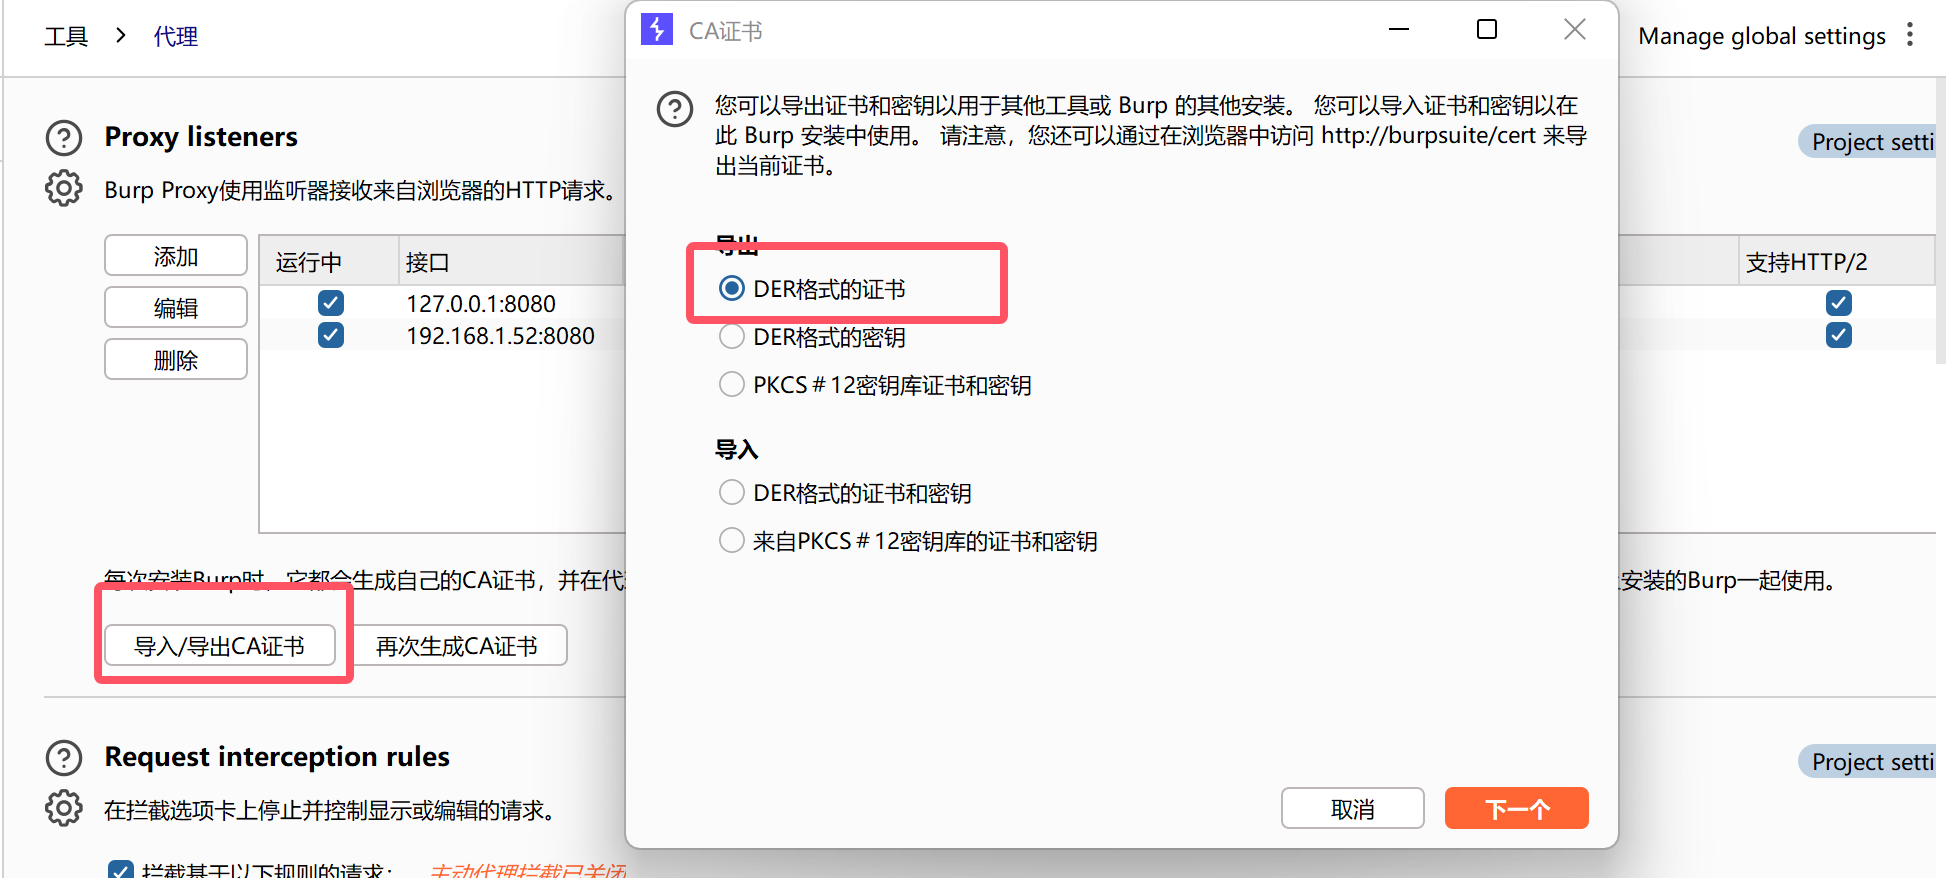 工具 > 代理
Manage global settings
Proxy listeners
Project setti
Burp Proxy使用监听器接收来自浏览器的HTTP请求。
添加
编辑
删除
运行中 接口
支持HTTP/2
127.0.0.1:8080
192.168.1.52:8080
每次安装Burp时，它都会生成自己的CA证书，并在代
安装的Burp一起使用。
导入/导出CA证书
再次生成CA证书
Request interception rules
Project setti
在拦截选项卡上停止并控制显示或编辑的请求。
拦截基于以下规则的请求： 主动代理拦截已关闭
CA证书
您可以导出证书和密钥以用于其他工具或 Burp 的其他安装。 您可以导入证书和密钥以在
此 Burp 安装中使用。 请注意，您还可以通过在浏览器中访问 http://burpsuite/cert 来导
出当前证书。
导出
DER格式的证书
DER格式的密钥
PKCS＃12密钥库证书和密钥
导入
DER格式的证书和密钥
来自PKCS＃12密钥库的证书和密钥
取消
下一个